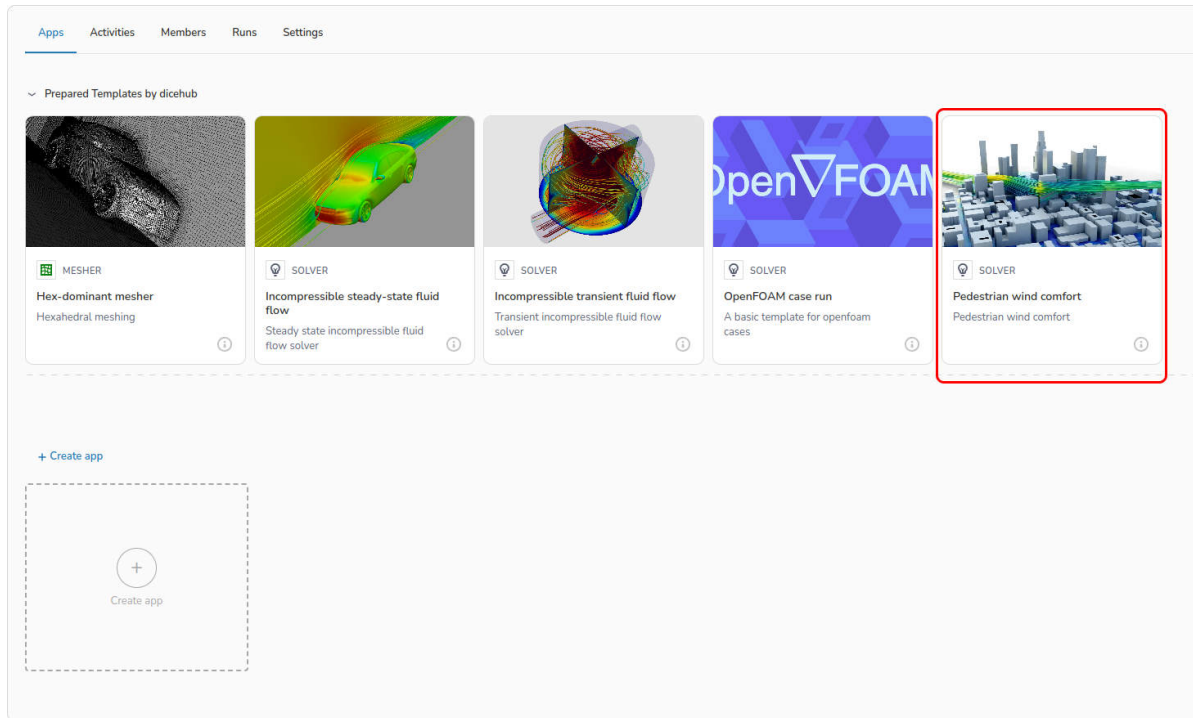 Apps Activities Members Runs Settings
Prepared Templates by dicehub
OpenFOAM
MESHER
Hex-dominant mesher
Hexahedral meshing
SOLVER
Incompressible steady-state fluid
flow
Steady state incompressible fluid
flow solver
SOLVER
Incompressible transient fluid flow
Transient incompressible fluid flow
solver
SOLVER
OpenFOAM case run
A basic template for openfoam
cases
SOLVER
Pedestrian wind comfort
Pedestrian wind comfort
+ Create app
Create app